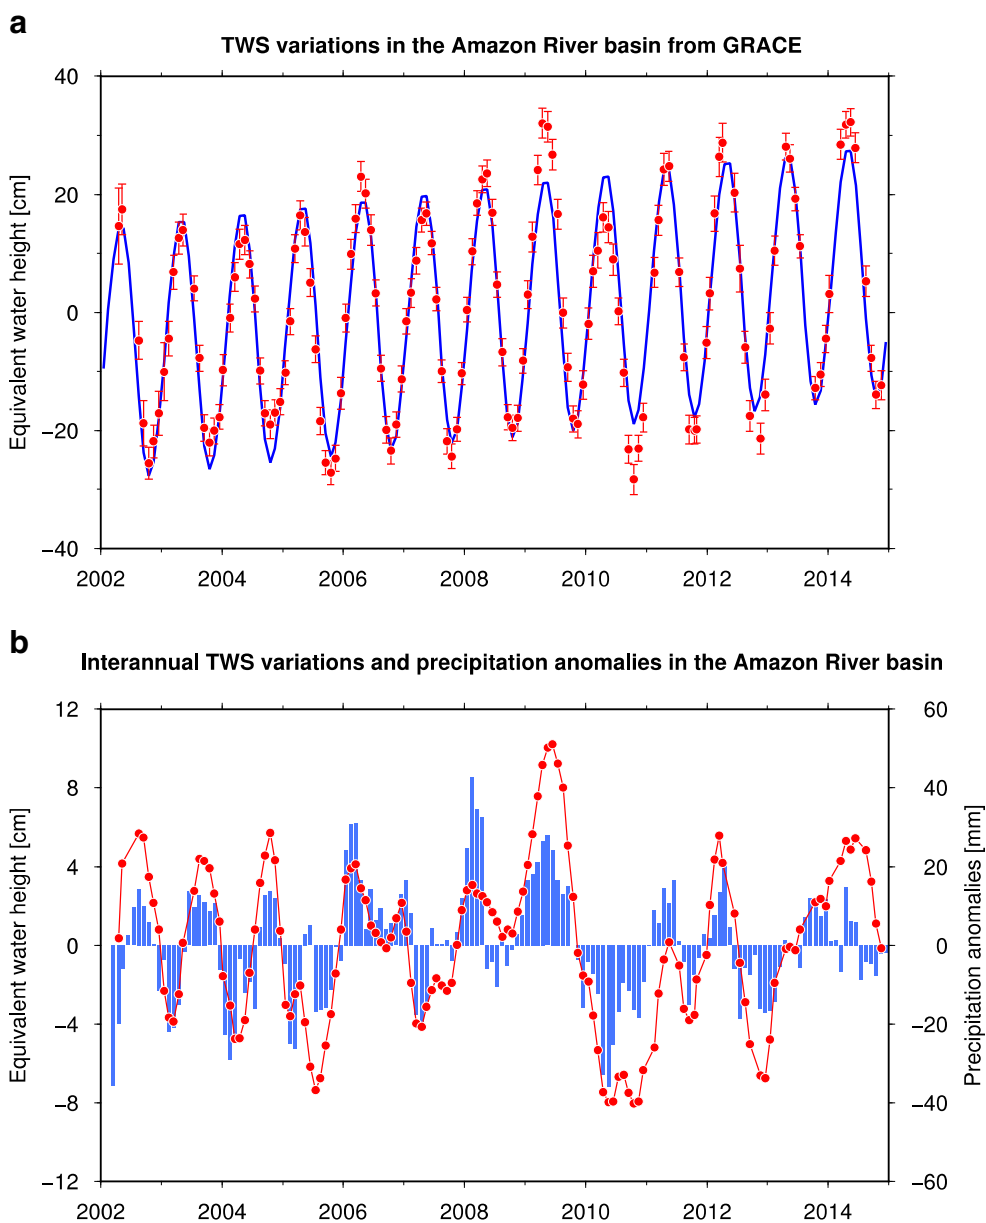 a
TWS variations in the Amazon River basin from GRACE
Equivalent water height [cm]
40
20
0
−20
−40
2002 2004 2006 2008 2010 2012 2014
b
Interannual TWS variations and precipitation anomalies in the Amazon River basin
Equivalent water height [cm]
12
8
4
0
−4
−8
−12
60
40
20
0
−20
−40
−60
Precipitation anomalies [mm]
2002 2004 2006 2008 2010 2012 2014